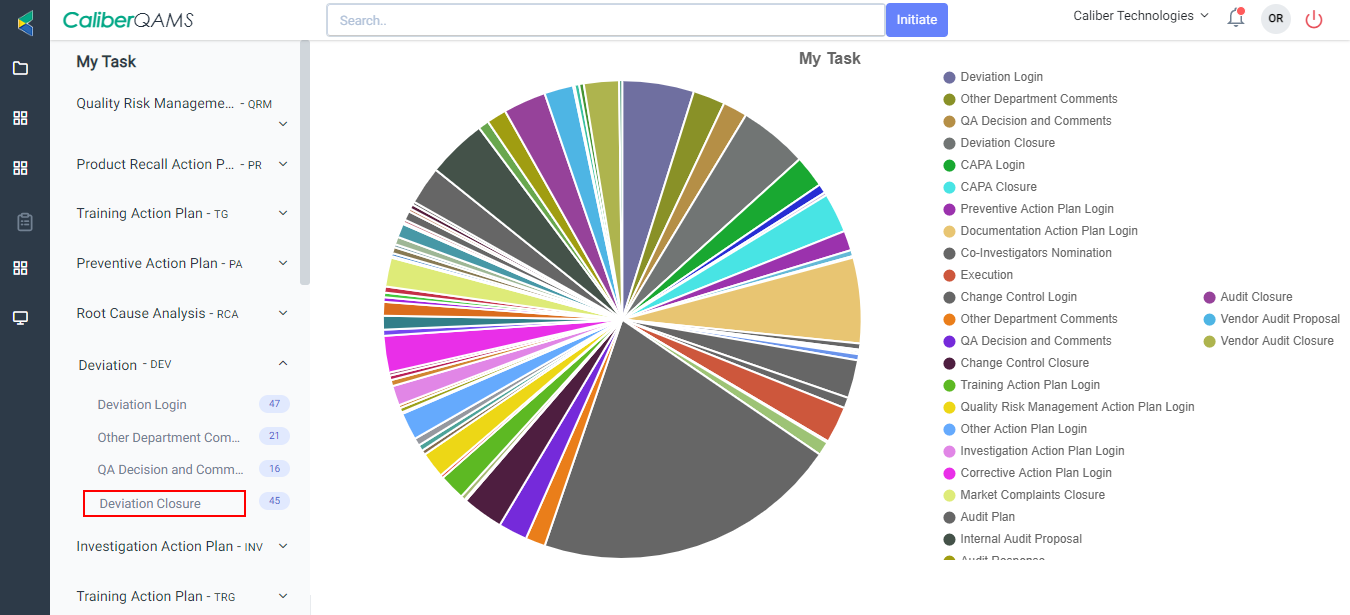 CaliberQAMS
Search..
Initiate
Caliber Technologies
OR
My Task
Quality Risk Manageme... - QRM
Product Recall Action P... - PR
Training Action Plan - TG
Preventive Action Plan - PA
Root Cause Analysis - RCA
Deviation - DEV
Deviation Login 47
Other Department Com... 21
QA Decision and Comm... 16
Deviation Closure 45
Investigation Action Plan - INV
Training Action Plan - TRG
My Task
Deviation Login
Other Department Comments
QA Decision and Comments
Deviation Closure
CAPA Login
CAPA Closure
Preventive Action Plan Login
Documentation Action Plan Login
Co-Investigators Nomination
Execution
Change Control Login
Other Department Comments
QA Decision and Comments
Change Control Closure
Training Action Plan Login
Quality Risk Management Action Plan Login
Other Action Plan Login
Investigation Action Plan Login
Corrective Action Plan Login
Market Complaints Closure
Audit Plan
Internal Audit Proposal
Audit Response
Audit Closure
Vendor Audit Proposal
Vendor Audit Closure